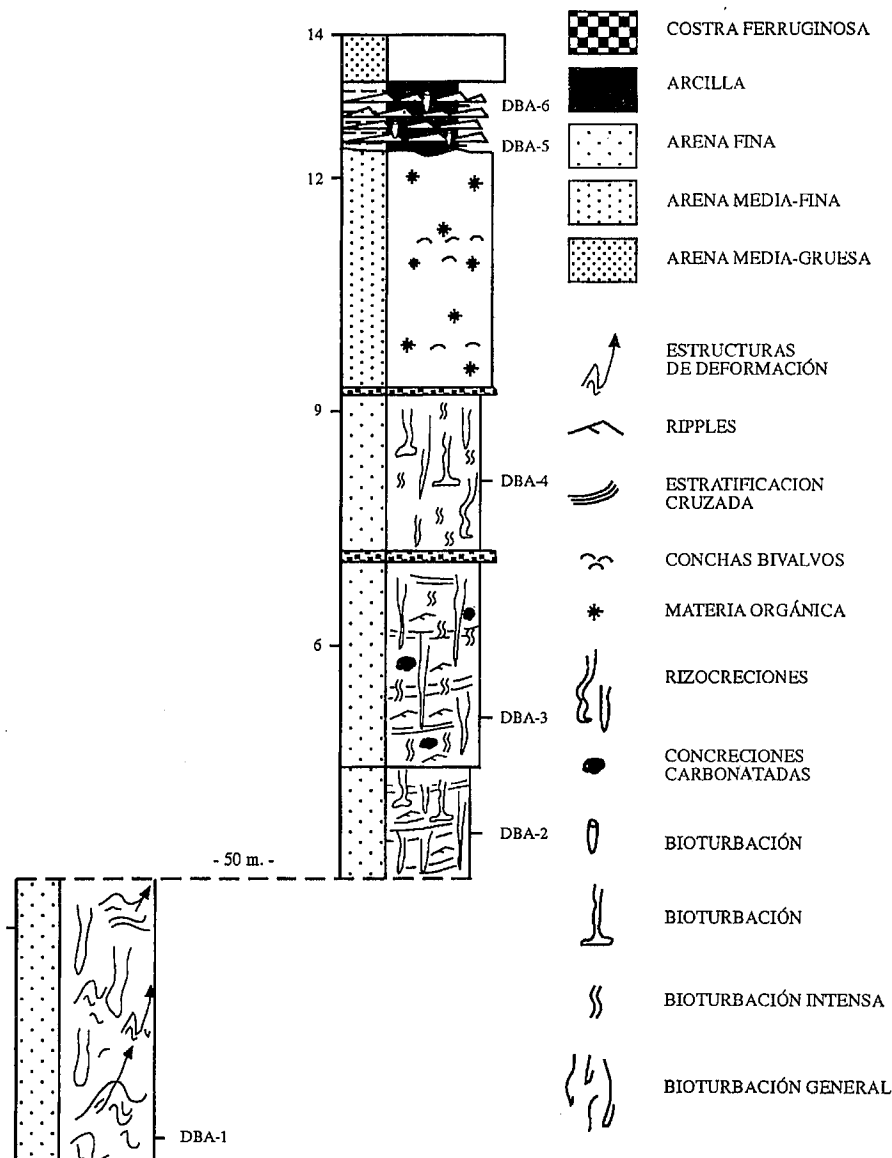 14
12
9
6
DBA-6
DBA-5
DBA-4
DBA-3
DBA-2
- 50 m. -
DBA-1
COSTRA FERRUGINOSA
ARCILLA
ARENA FINA
ARENA MEDIA-FINA
ARENA MEDIA-GRUESA
ESTRUCTURAS
DE DEFORMACIÓN
RIPPLES
ESTRATIFICACION
CRUZADA
CONCHAS BIVALVOS
MATERIA ORGÁNICA
RIZOCRECIONES
CONCRECIONES
CARBONATADAS
BIOTURBACIÓN
BIOTURBACIÓN
BIOTURBACIÓN INTENSA
BIOTURBACIÓN GENERAL